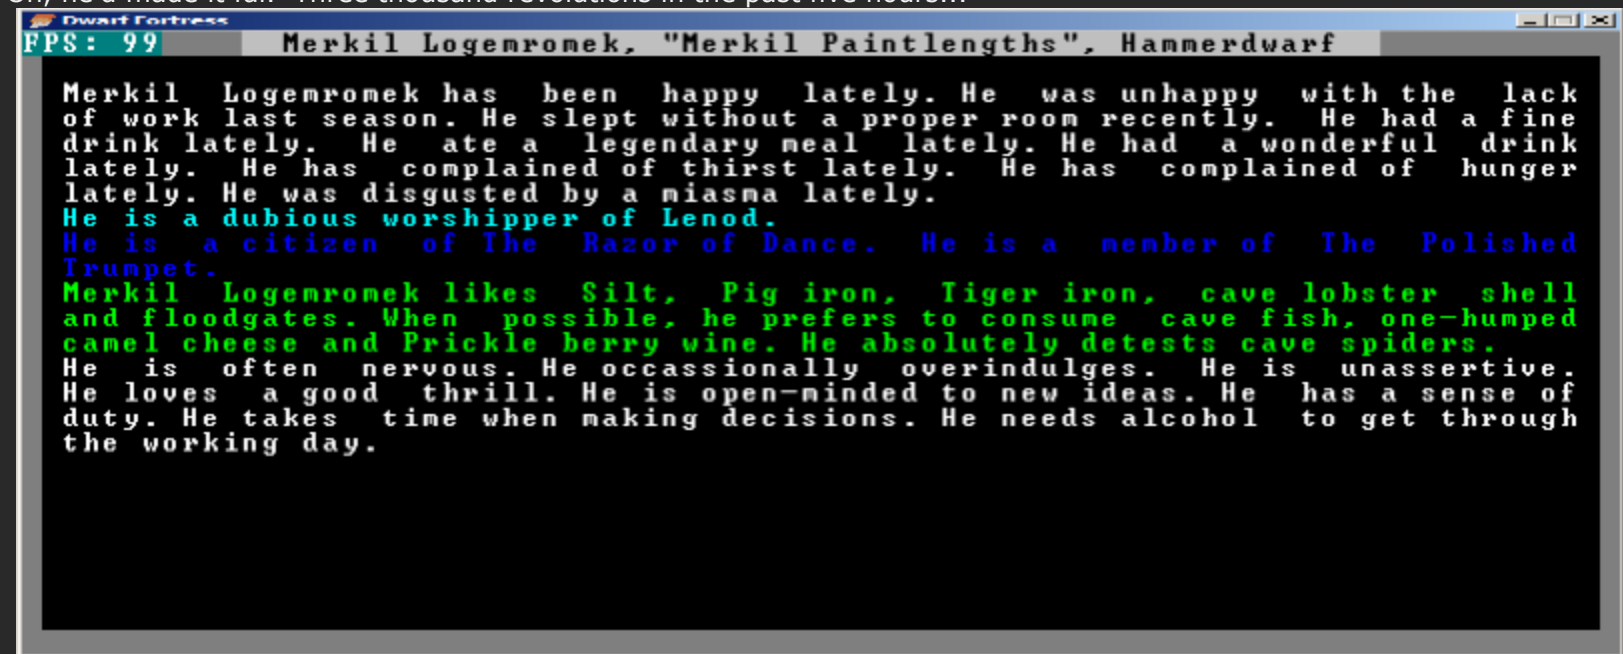 Dwarf Fortress
FPS: 99 Merkil Logemromek, "Merkil Paintlengths", Hammerdwarf
Merkil Logemromek has been happy lately. He was unhappy with the lack
of work last season. He slept without a proper room recently. He had a fine
drink lately. He ate a legendary meal lately. He had a wonderful drink
lately. He has complained of thirst lately. He has complained of hunger
lately. He was disgusted by a miasma lately.
He is a dubious worshipper of Lenod.
He is a citizen of The Razor of Dance. He is a member of The Polished
Trumpet.
Merkil Logemromek likes Silt, Pig iron, Tiger iron, cave lobster shell
and floodgates. When possible, he prefers to consume cave fish, one-humped
camel cheese and Prickle berry wine. He absolutely detests cave spiders.
He is often nervous. He occassionally overindulges. He is unassertive.
He loves a good thrill. He is open-minded to new ideas. He has a sense of
duty. He takes time when making decisions. He needs alcohol to get through
the working day.